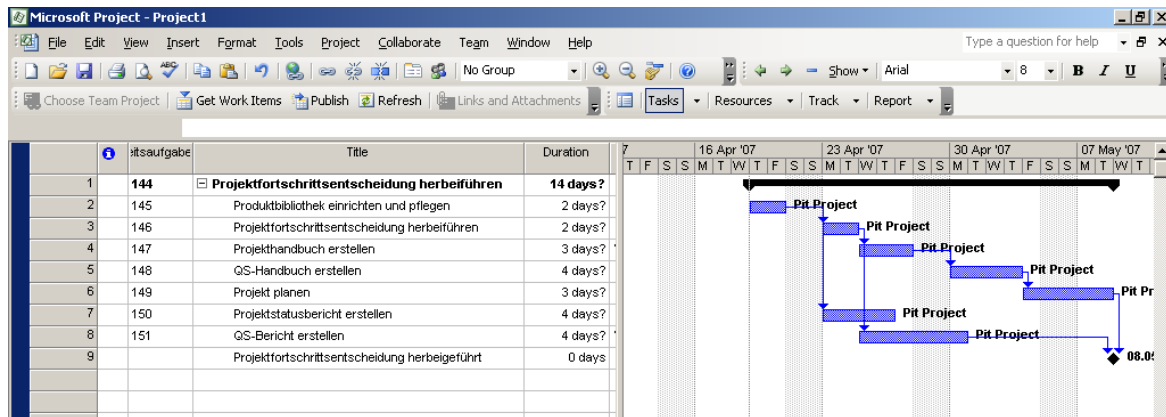 Microsoft Project - Project1
File Edit View Insert Format Tools Project Collaborate Team Window Help Type a question for help
No Group Show Arial 8 B I U
Choose Team Project Get Work Items Publish Refresh Links and Attachments Tasks Resources Track Report
itsaufgabe Title Duration 7 16 Apr '07 23 Apr '07 30 Apr '07 07 May '07
T F S S M T W T F S S M T W T F S S M T W T F S S M T W T
1 144 Projektfortschrittsentscheidung herbeiführen 14 days?
2 145 Produktbibliothek einrichten und pflegen 2 days? Pit Project
3 146 Projektfortschrittsentscheidung herbeiführen 2 days? Pit Project
4 147 Projekthandbuch erstellen 3 days? Pit Project
5 148 QS-Handbuch erstellen 4 days? Pit Project
6 149 Projekt planen 3 days? Pit Pr
7 150 Projektstatusbericht erstellen 4 days? Pit Project
8 151 QS-Bericht erstellen 4 days? Pit Project
9 Projektfortschrittsentscheidung herbeigeführt 0 days 08.05